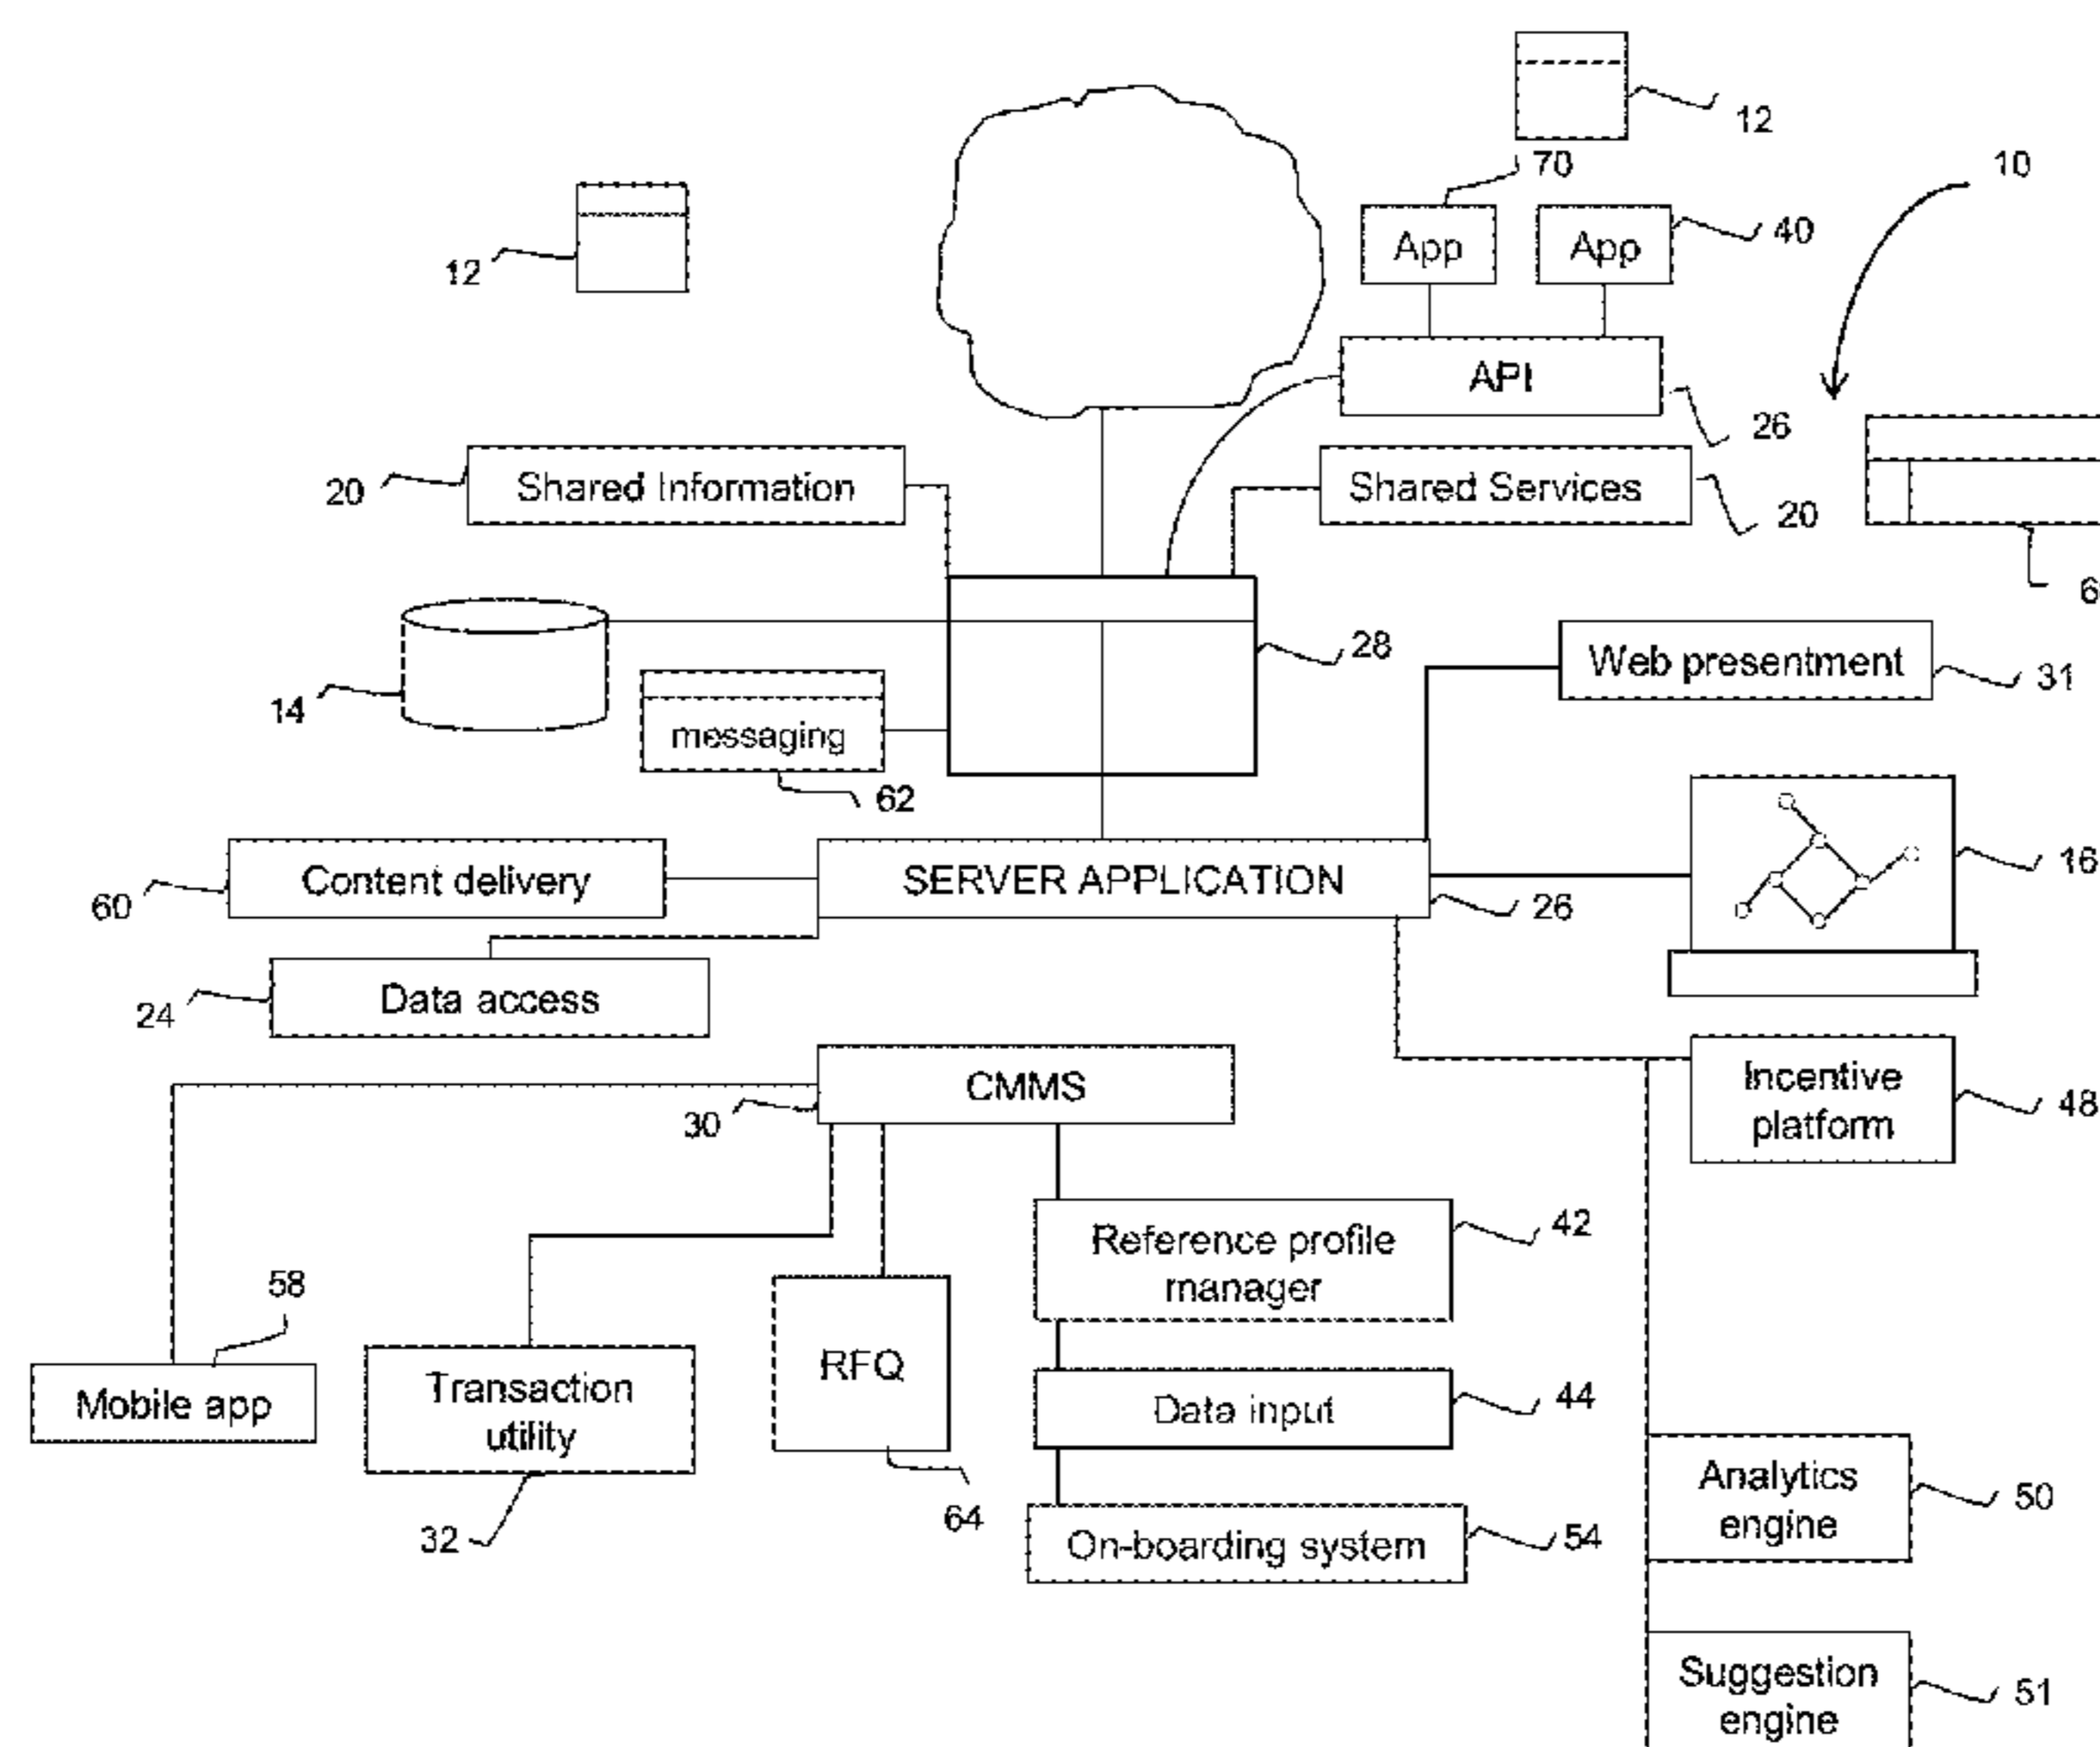 12
70
10
App
App
40
12
API
26
Shared Information
20
Shared Services
20
6
28
Web presentment
31
14
messaging
62
Content delivery
60
SERVER APPLICATION
26
16
Data access
24
CMMS
30
Incentive
platform
48
Reference profile
manager
42
58
RFQ
Mobile app
Transaction
utility
Data input
44
Analytics
engine
50
64
32
On-boarding system
54
Suggestion
engine
51